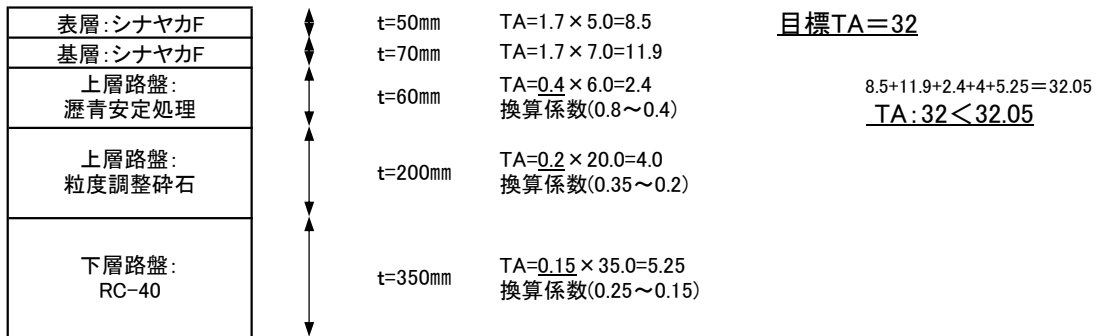 表層:シナヤカF
t=50mm
TA=1.7×5.0=8.5
目標TA=32
基層:シナヤカF
t=70mm
TA=1.7×7.0=11.9
上層路盤:
瀝青安定処理
t=60mm
TA=0.4×6.0=2.4
換算係数(0.8~0.4)
8.5+11.9+2.4+4+5.25=32.05
TA:32<32.05
上層路盤:
粒度調整砕石
t=200mm
TA=0.2×20.0=4.0
換算係数(0.35~0.2)
下層路盤:
RC-40
t=350mm
TA=0.15×35.0=5.25
換算係数(0.25~0.15)